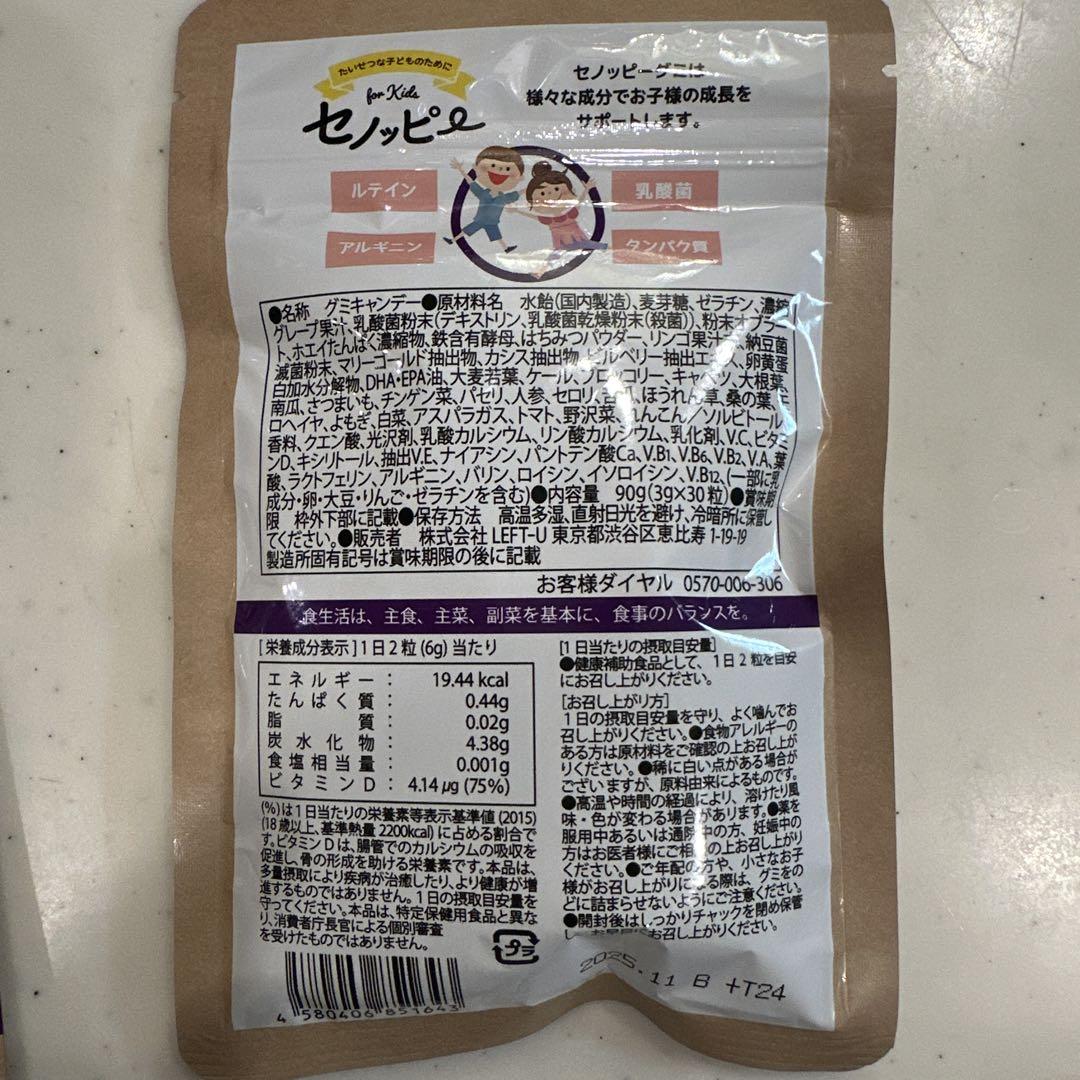 たいせつな子どものために
for Kids
セノッピー
セノッピーグミは
様々な成分でお子様の成長を
サポートします。
ルテイン
乳酸菌
アルギニン
タンパク質
●名称 グミキャンデー●原材料名 水飴(国内製造)、麦芽糖、ゼラチン、濃縮
グレープ果汁、乳酸菌粉末(デキストリン、乳酸菌乾燥粉末(殺菌))、粉末オブラー
ト、ホエイたんぱく濃縮物、鉄含有酵母、はちみつパウダー、リンゴ果汁、納豆菌
滅菌粉末、マリーゴールド抽出物、カシス抽出物、ビルベリー抽出エキス、卵黄蛋
白加水分解物、DHA・EPA油、大麦若葉、ケール、ブロッコリー、キャベツ、大根葉、
南瓜、さつまいも、チンゲン菜、パセリ、人参、セロリ、ほうれん草、桑の葉、モ
ロヘイヤ、よもぎ、白菜、アスパラガス、トマト、野沢菜、れんこん/ソルビトール、
香料、クエン酸、光沢剤、乳酸カルシウム、リン酸カルシウム、乳化剤、V.C、ビタミ
ンD、キシリトール、抽出V.E、ナイアシン、パントテン酸Ca、V.B1、V.B6、V.B2、V.A、葉
酸、ラクトフェリン、アルギニン、バリン、ロイシン、イソロイシン、V.B12、(一部に乳
成分・卵・大豆・りんご・ゼラチンを含む)●内容量 90g(3g×30粒)●賞味期
限 枠外下部に記載●保存方法 高温多湿、直射日光を避け、冷暗所に保管し
てください。●販売者 株式会社 LEFT-U 東京都渋谷区恵比寿 1-19-19
製造所固有記号は賞味期限の後に記載
お客様ダイヤル 0570-006-306
食生活は、主食、主菜、副菜を基本に、食事のバランスを。
[栄養成分表示]1日2粒(6g)当たり
エネルギー: 19.44 kcal
たんぱく質: 0.44g
脂質: 0.02g
炭水化物: 4.38g
食塩相当量: 0.001g
ビタミンD: 4.14μg(75%)
(%)は1日当たりの栄養素等表示基準値(2015)
(18歳以上、基準熱量2200kcal)に占める割合で
す。ビタミンDは、腸管でのカルシウムの吸収を
促進し、骨の形成を助ける栄養素です。本品は、
多量摂取により疾病が治癒したり、より健康が増
進するものではありません。1日の摂取目安量を
守ってください。本品は、特定保健用食品と異な
り、消費者庁長官による個別審査
を受けたものではありません。
[1日当たりの摂取目安量]
●健康補助食品として、1日2粒を目安
にお召し上がりください。
[お召し上がり方]
1日の摂取目安量を守り、よく噛んでお
召し上がりください。●食物アレルギーの
ある方は原材料をご確認の上お召し上が
りください。●稀に白い点がある場合が
ございますが、原料由来によるものです。
●高温や時間の経過により、溶けたり風
味・色が変わる場合があります。●薬を
服用中あるいは通院中の方、妊娠中の
方はお医者様にご相談の上お召し上がり
ください。●ご年配の方や、小さなお子
様がお召し上がりになる際は、グミをの
どに詰まらせないようにご注意ください。
●開封後はしっかりチャックを閉め保管
し、お早目にお召し上がりください。
プラ
2025.11 B +T24
4 580406 851643